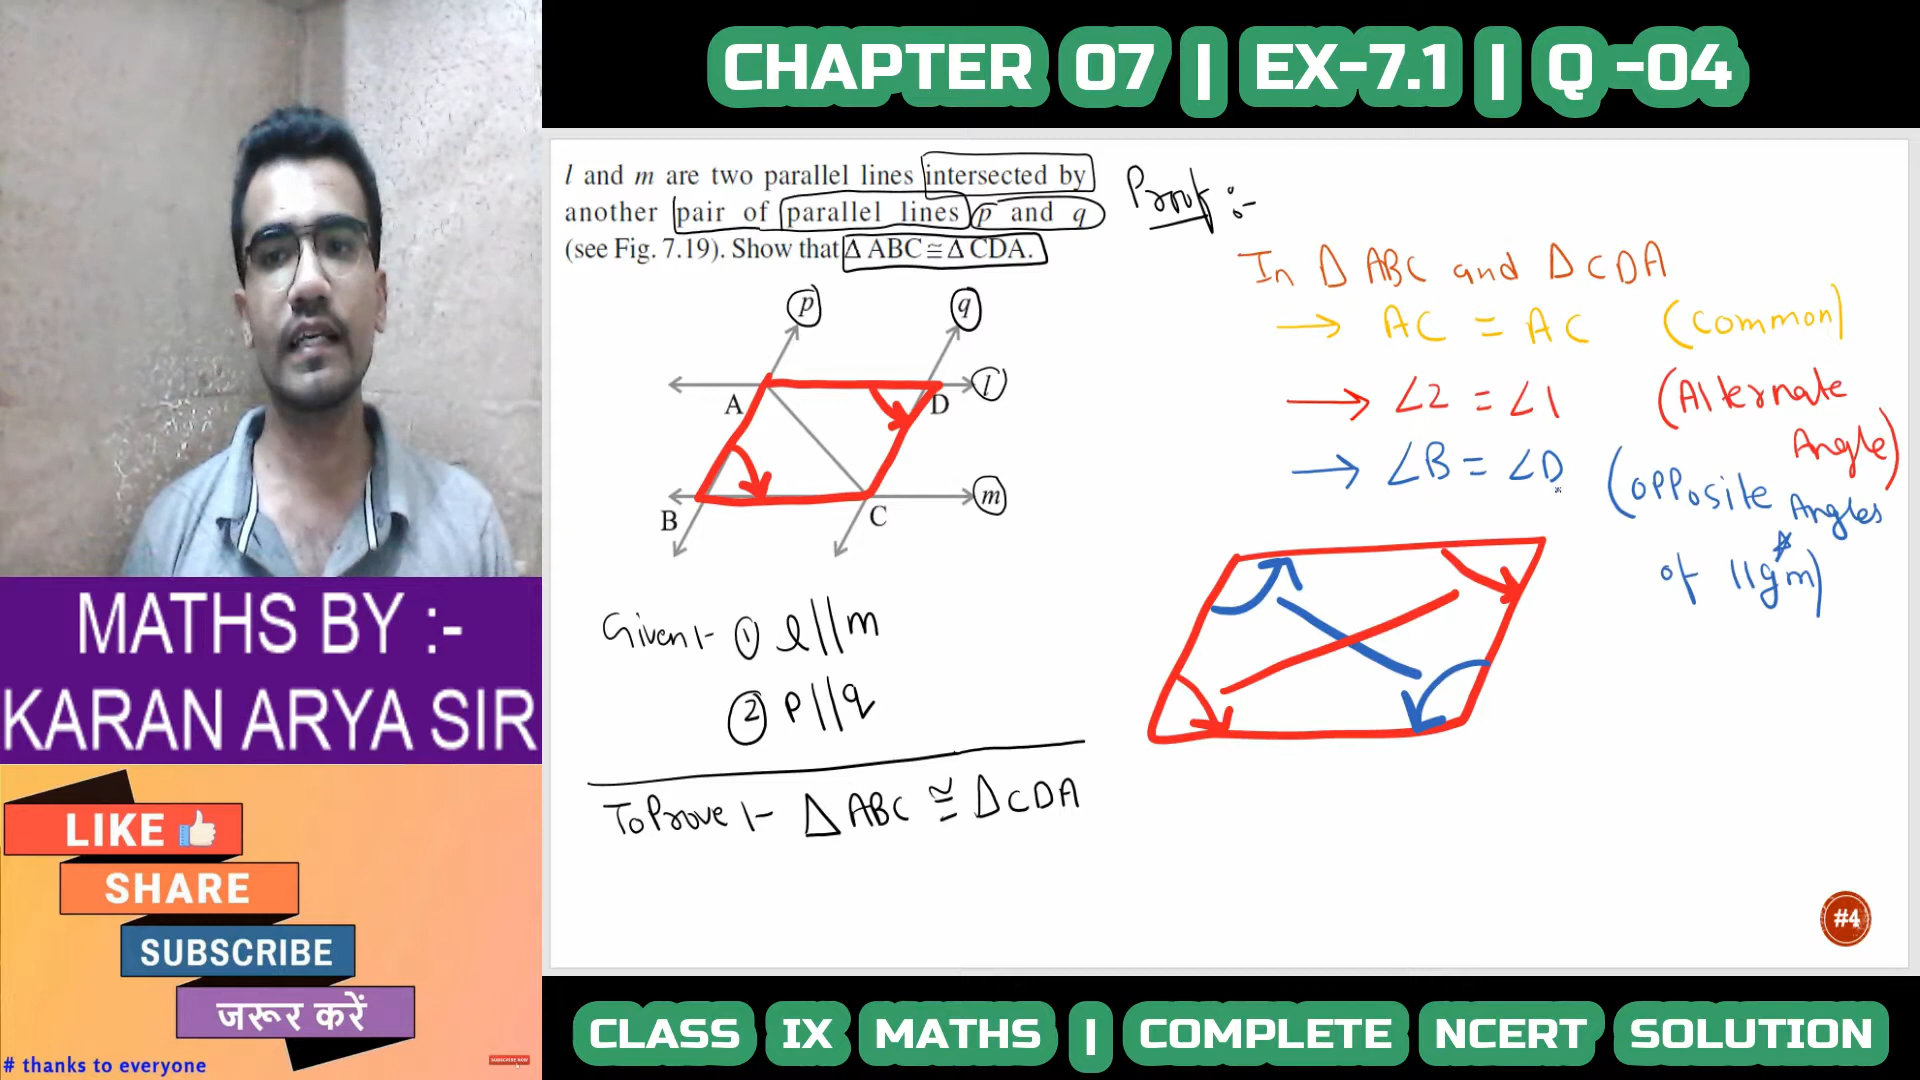 CHAPTER 07 | EX-7.1 | Q -04
l and m are two parallel lines intersected by
another pair of parallel lines p and q
(see Fig. 7.19). Show that Δ ABC ≅ Δ CDA.
p
q
l
A
D
m
B
C
Given :- ① l || m
② p || q
To Prove :- Δ ABC ≅ Δ CDA
Proof :-
In Δ ABC and Δ CDA
→ AC = AC (Common)
→ ∠2 = ∠1 (Alternate
Angle)
→ ∠B = ∠D (opposite Angles
of ||gm)
#4
MATHS BY :-
KARAN ARYA SIR
LIKE
SHARE
SUBSCRIBE
जरूर करें
# thanks to everyone
SUBSCRIBE NOW
CLASS IX MATHS | COMPLETE NCERT SOLUTION